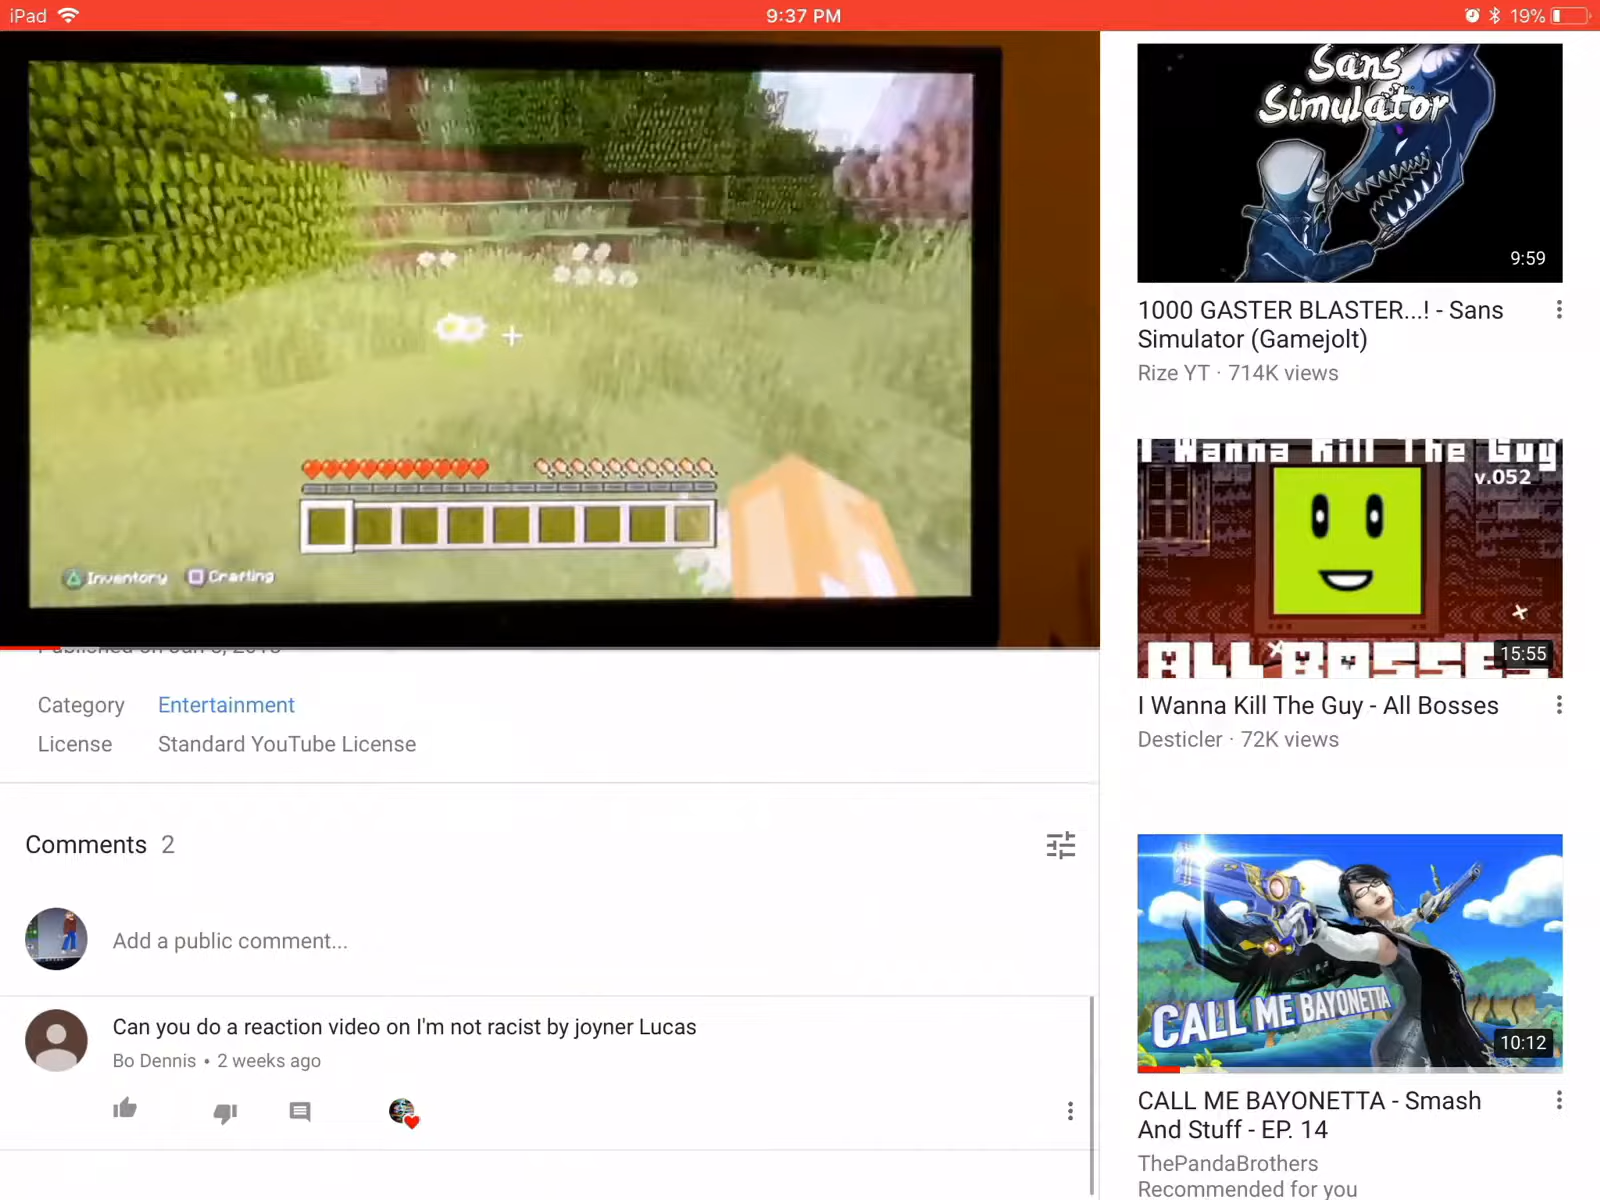 iPad
9:37 PM
19%
Inventory
Crafting
Category Entertainment
License Standard YouTube License
Comments 2
Add a public comment...
Can you do a reaction video on I'm not racist by joyner Lucas
Bo Dennis • 2 weeks ago
Sans
Simulator
9:59
1000 GASTER BLASTER...! - Sans
Simulator (Gamejolt)
Rize YT · 714K views
I Wanna Kill The Guy
v.052
ALL BOSSES
15:55
I Wanna Kill The Guy - All Bosses
Desticler · 72K views
CALL ME BAYONETTA
10:12
CALL ME BAYONETTA - Smash
And Stuff - EP. 14
ThePandaBrothers
Recommended for you